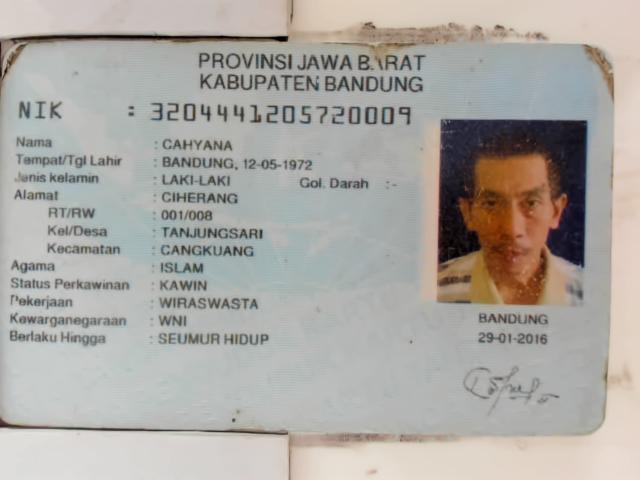 PROVINSI JAWA BARAT
KABUPATEN BANDUNG
NIK : 3204441205720009
Nama : CAHYANA
Tempat/Tgl Lahir : BANDUNG, 12-05-1972
Jenis kelamin : LAKI-LAKI Gol. Darah :-
Alamat : CIHERANG
RT/RW : 001/008
Kel/Desa : TANJUNGSARI
Kecamatan : CANGKUANG
Agama : ISLAM
Status Perkawinan : KAWIN
Pekerjaan : WIRASWASTA
Kewarganegaraan : WNI
Berlaku Hingga : SEUMUR HIDUP
BANDUNG
29-01-2016